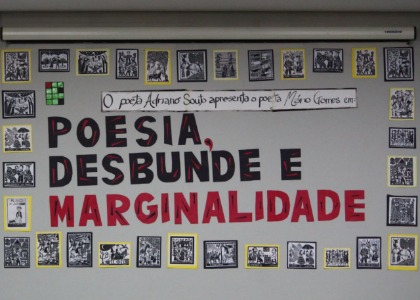 O poeta Adriano Souto apresenta o poeta Mário Gomes em:
POESIA,
DESBUNDE E
MARGINALIDADE